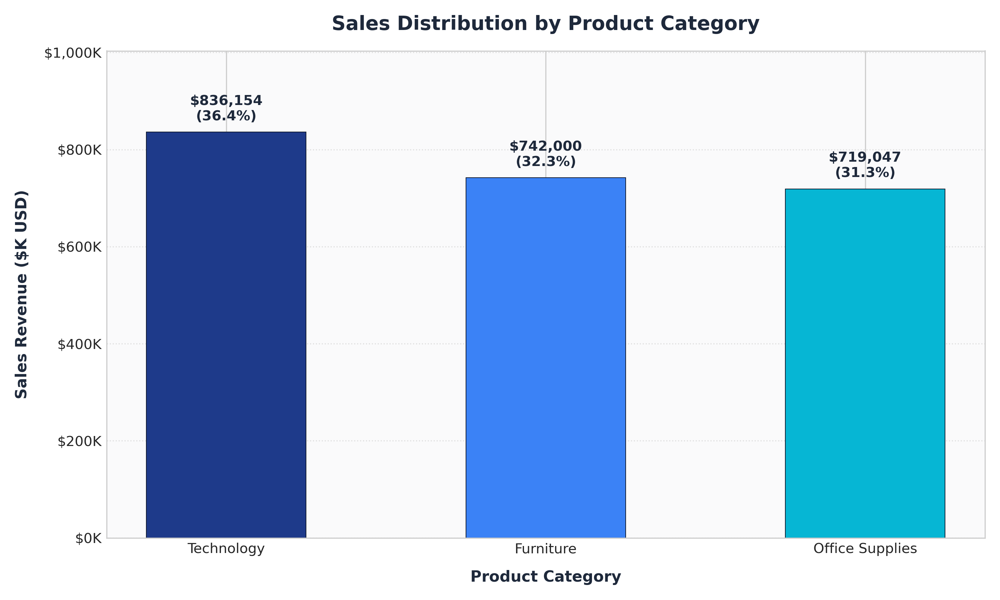 Sales Distribution by Product Category
$1,000K
$800K
$600K
$400K
$200K
$0K
Sales Revenue ($K USD)
$836,154
(36.4%)
$742,000
(32.3%)
$719,047
(31.3%)
Technology
Furniture
Office Supplies
Product Category